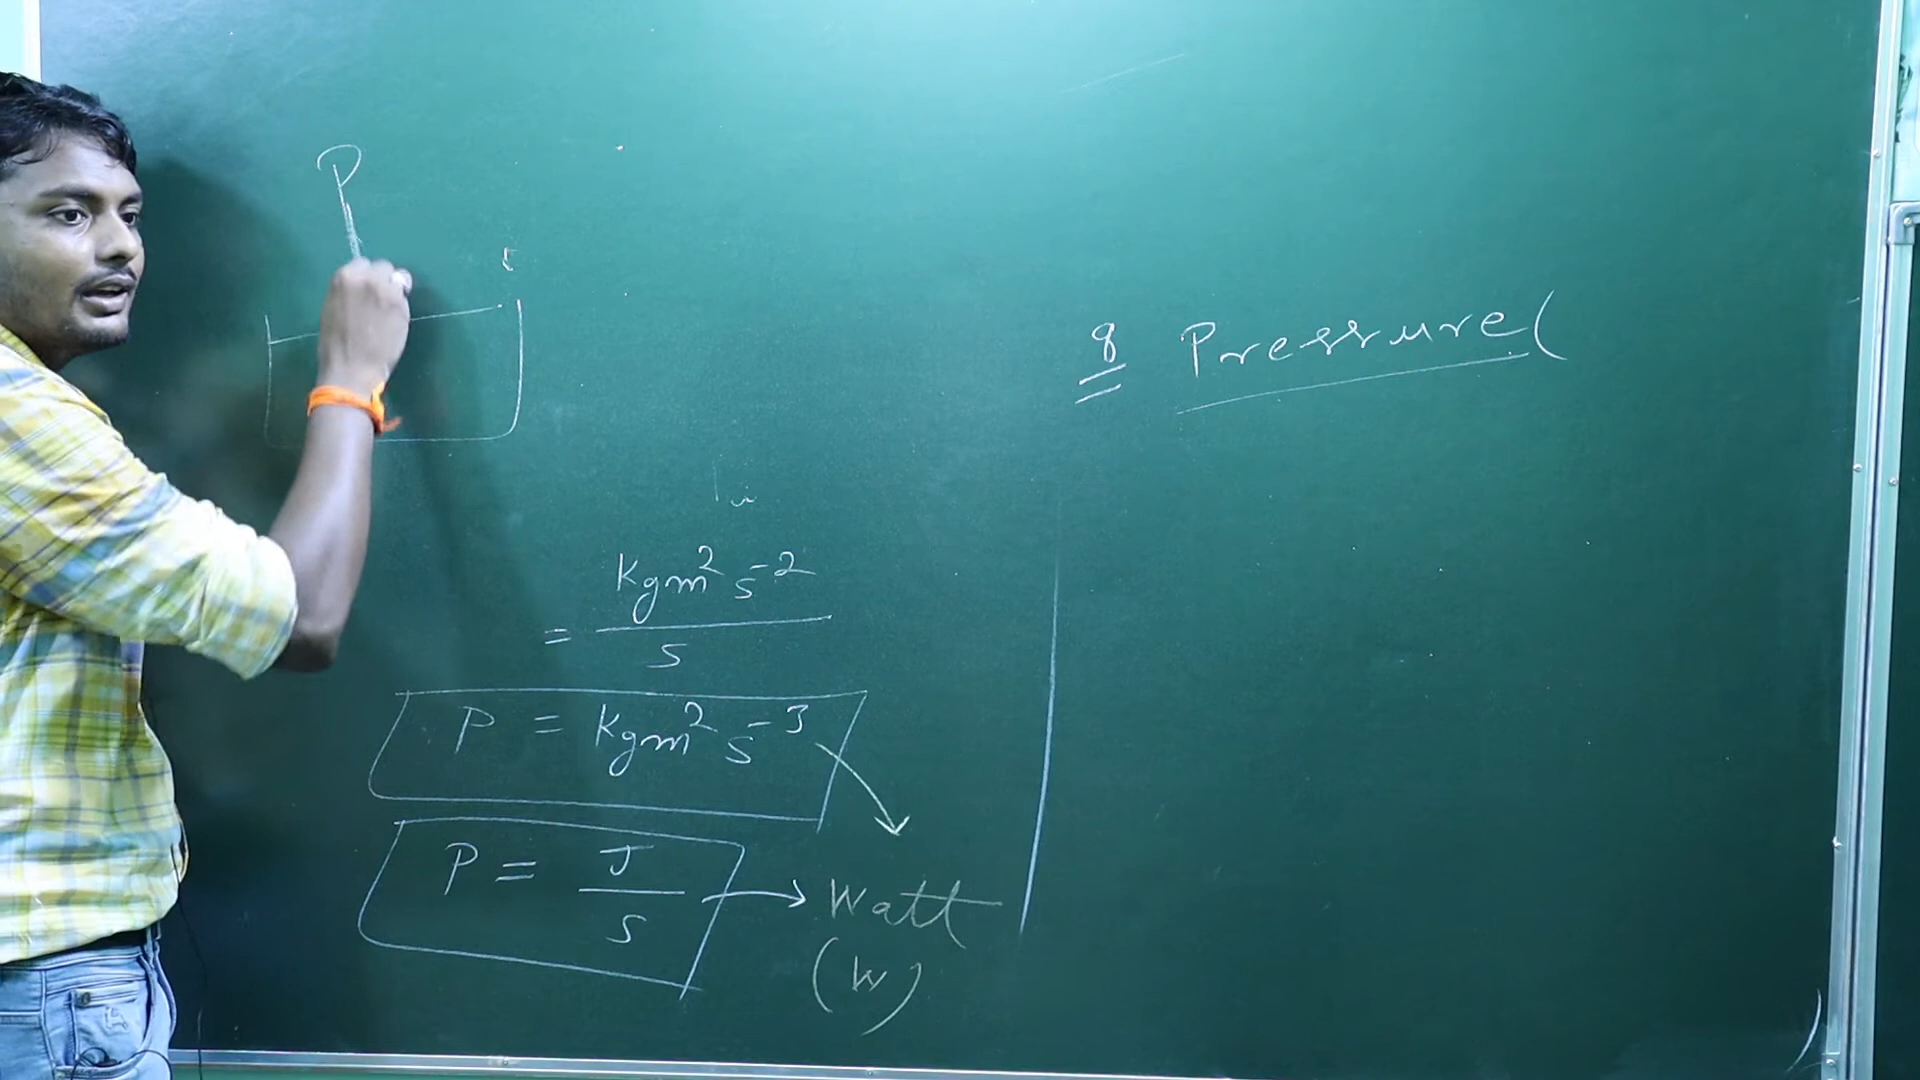 P
8 Pressure(
= Kgm² s⁻²
s
P = Kgm² s⁻³
P = J
s
Watt
(W)